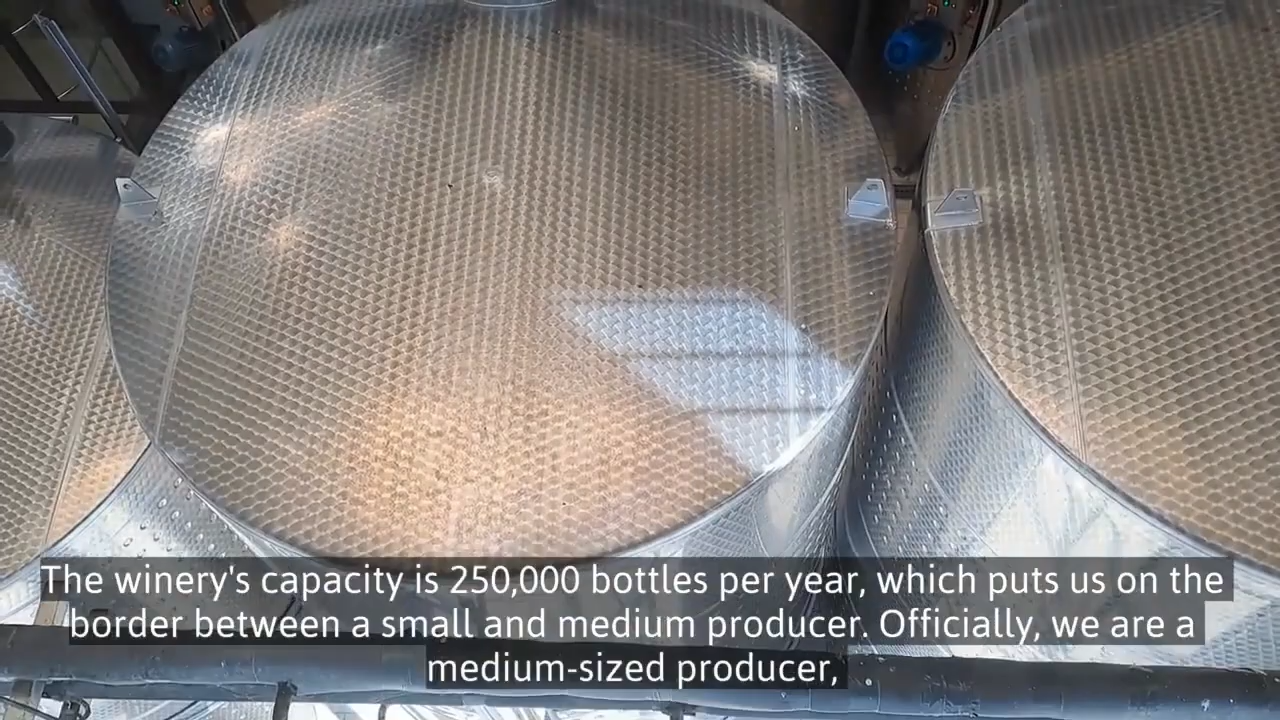 The winery's capacity is 250,000 bottles per year, which puts us on the
border between a small and medium producer. Officially, we are a
medium-sized producer,